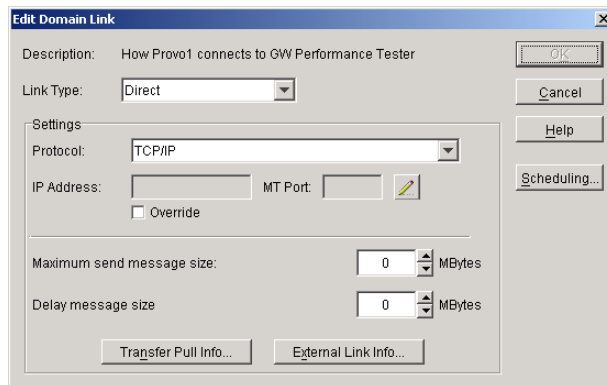 Edit Domain Link
Description: How Provo1 connects to GW Performance Tester
OK
Link Type: Direct
Cancel
Settings
Help
Protocol: TCP/IP
IP Address: MT Port:
Scheduling...
Override
Maximum send message size: 0 MBytes
Delay message size 0 MBytes
Transfer Pull Info... External Link Info...